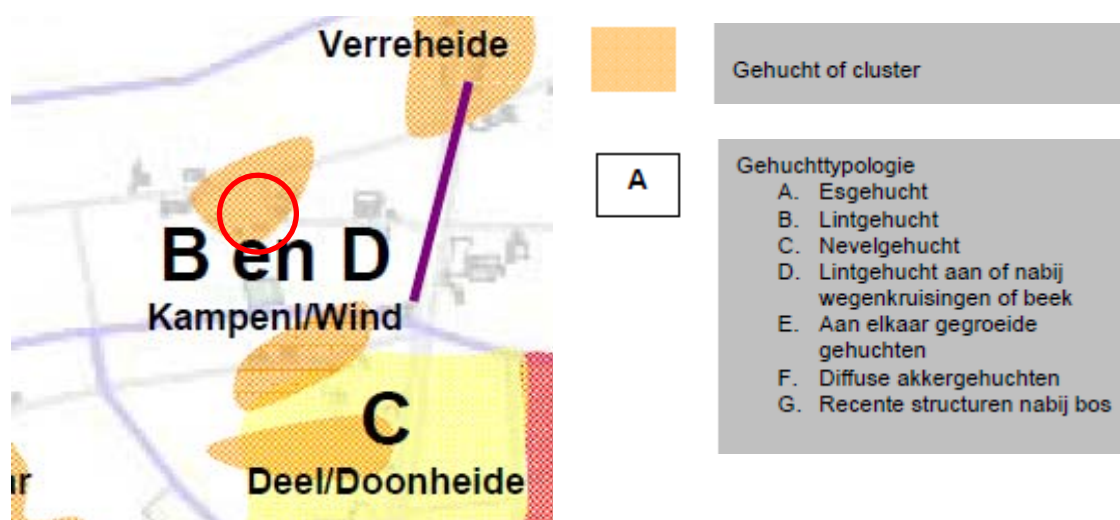 Verreheide
B en D
Kampenl/Wind
C
Deel/Doonheide
Gehucht of cluster
A
Gehuchttypologie
A. Esgehucht
B. Lintgehucht
C. Nevelgehucht
D. Lintgehucht aan of nabij
wegenkruisingen of beek
E. Aan elkaar gegroeide
gehuchten
F. Diffuse akkergehuchten
G. Recente structuren nabij bos